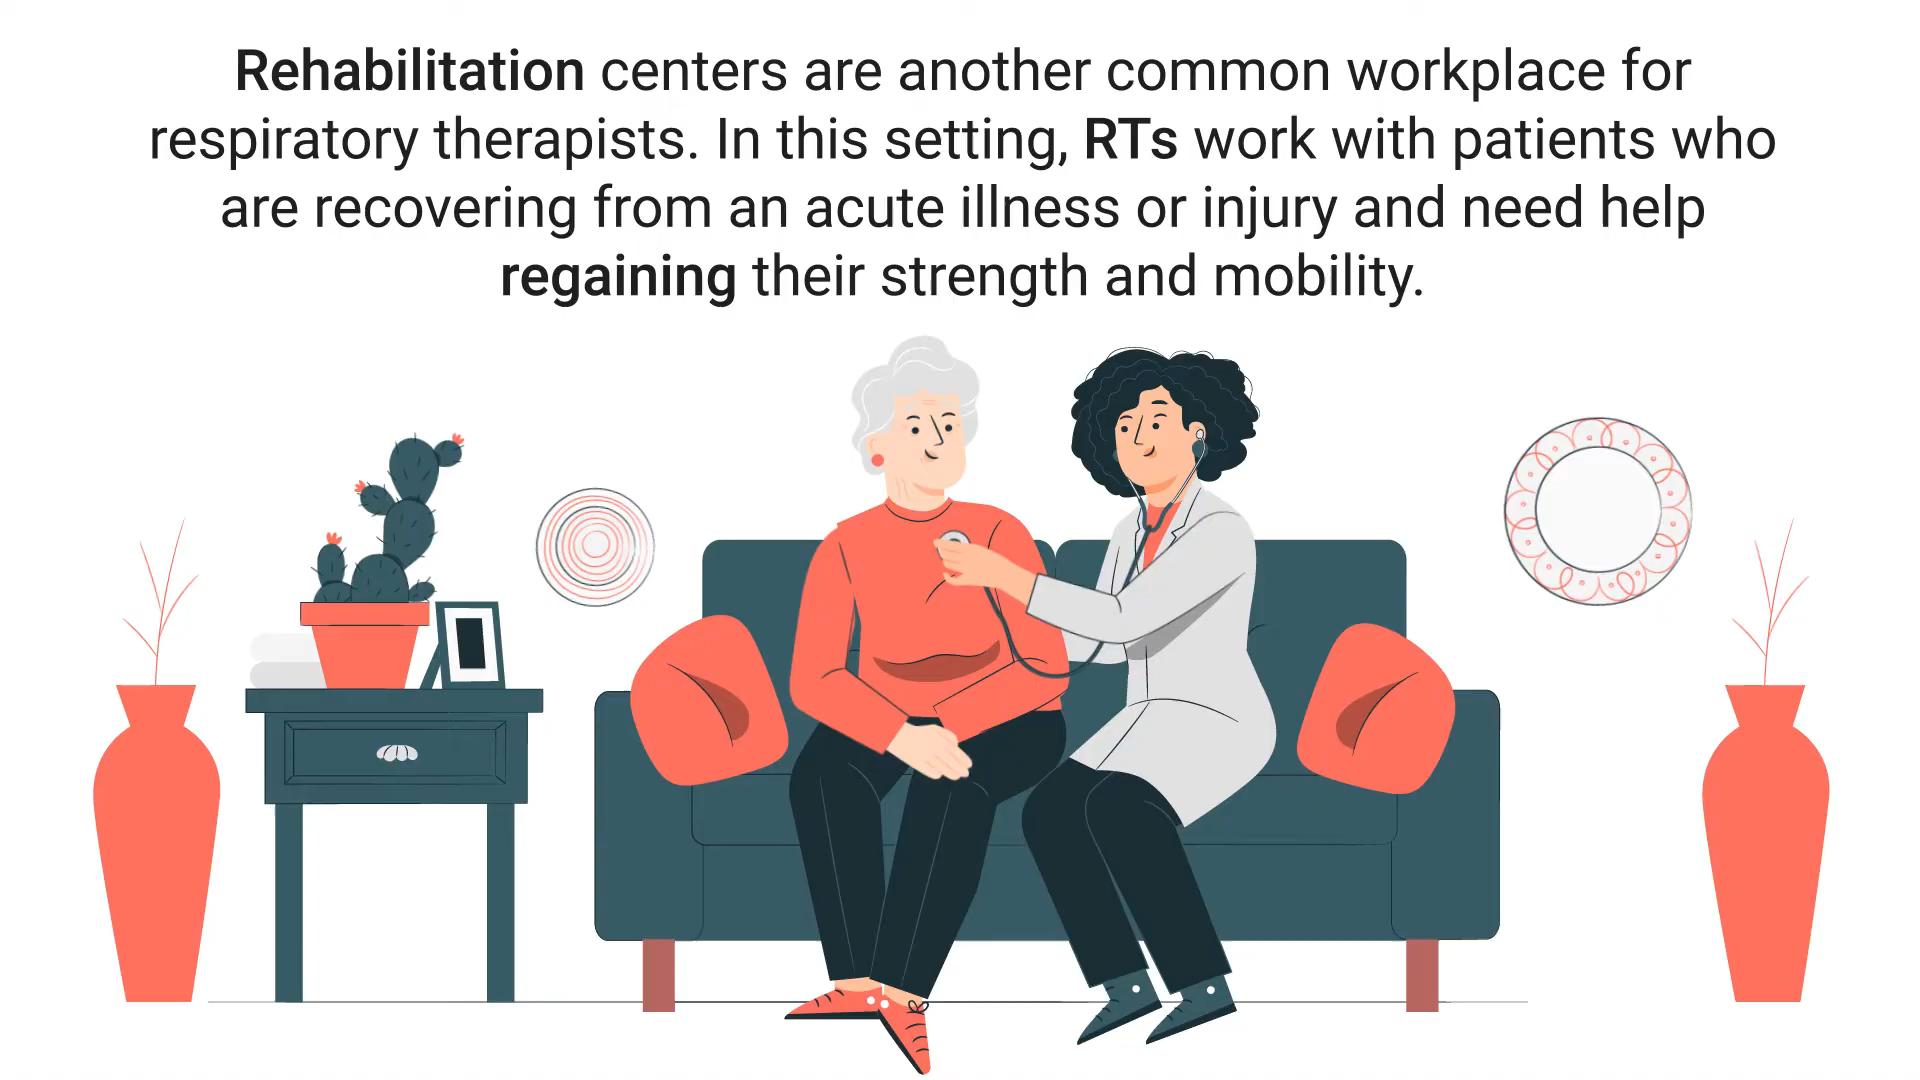 Rehabilitation centers are another common workplace for
respiratory therapists. In this setting, RTs work with patients who
are recovering from an acute illness or injury and need help
regaining their strength and mobility.